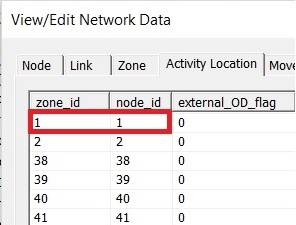 View/Edit Network Data
Node Link Zone Activity Location
zone_id node_id external_OD_flag
1 1 0
2 2 0
38 38 0
39 39 0
40 40 0
41 41 0